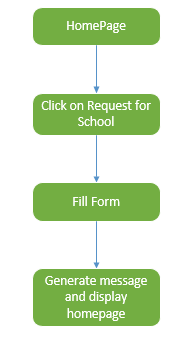 HomePage
Click on Request for
School
Fill Form
Generate message
and display
homepage